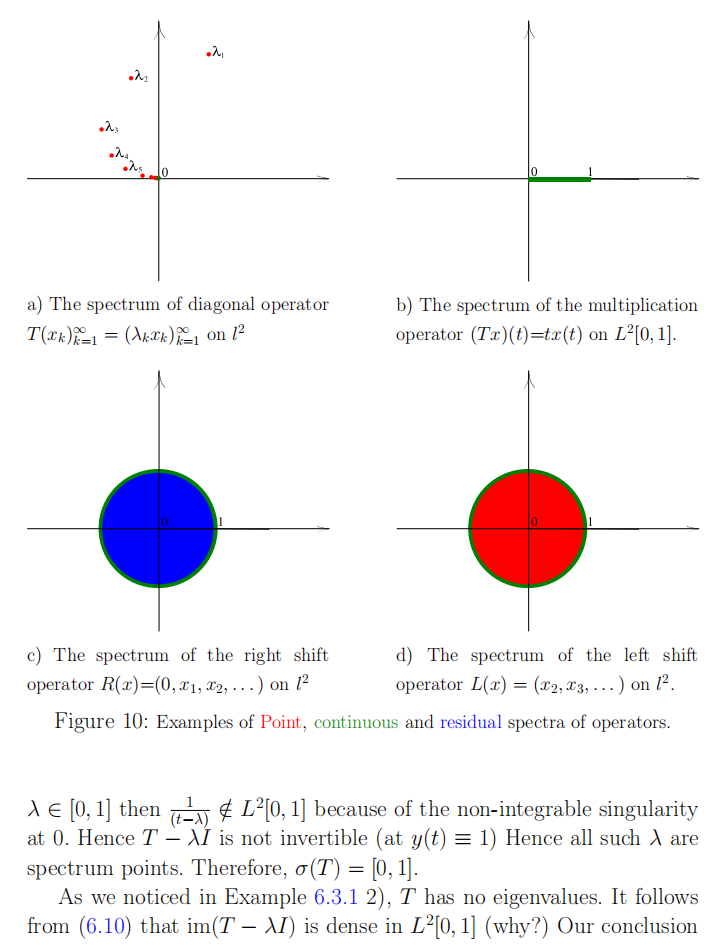 λ₁
λ₂
λ₃
λ₄
λ₅
0
0 1
a) The spectrum of diagonal operator
T(xₖ)ₖ₌₁^∞ = (λₖxₖ)ₖ₌₁^∞ on l²
b) The spectrum of the multiplication
operator (Tx)(t)=tx(t) on L²[0, 1].
0 1
0 1
c) The spectrum of the right shift
operator R(x)=(0, x₁, x₂, . . . ) on l²
d) The spectrum of the left shift
operator L(x) = (x₂, x₃, . . . ) on l².
Figure 10: Examples of Point, continuous and residual spectra of operators.
λ ∈ [0, 1] then 1/(t−λ) ∉ L²[0, 1] because of the non-integrable singularity
at 0. Hence T − λI is not invertible (at y(t) ≡ 1) Hence all such λ are
spectrum points. Therefore, σ(T) = [0, 1].
As we noticed in Example 6.3.1 2), T has no eigenvalues. It follows
from (6.10) that im(T − λI) is dense in L²[0, 1] (why?) Our conclusion